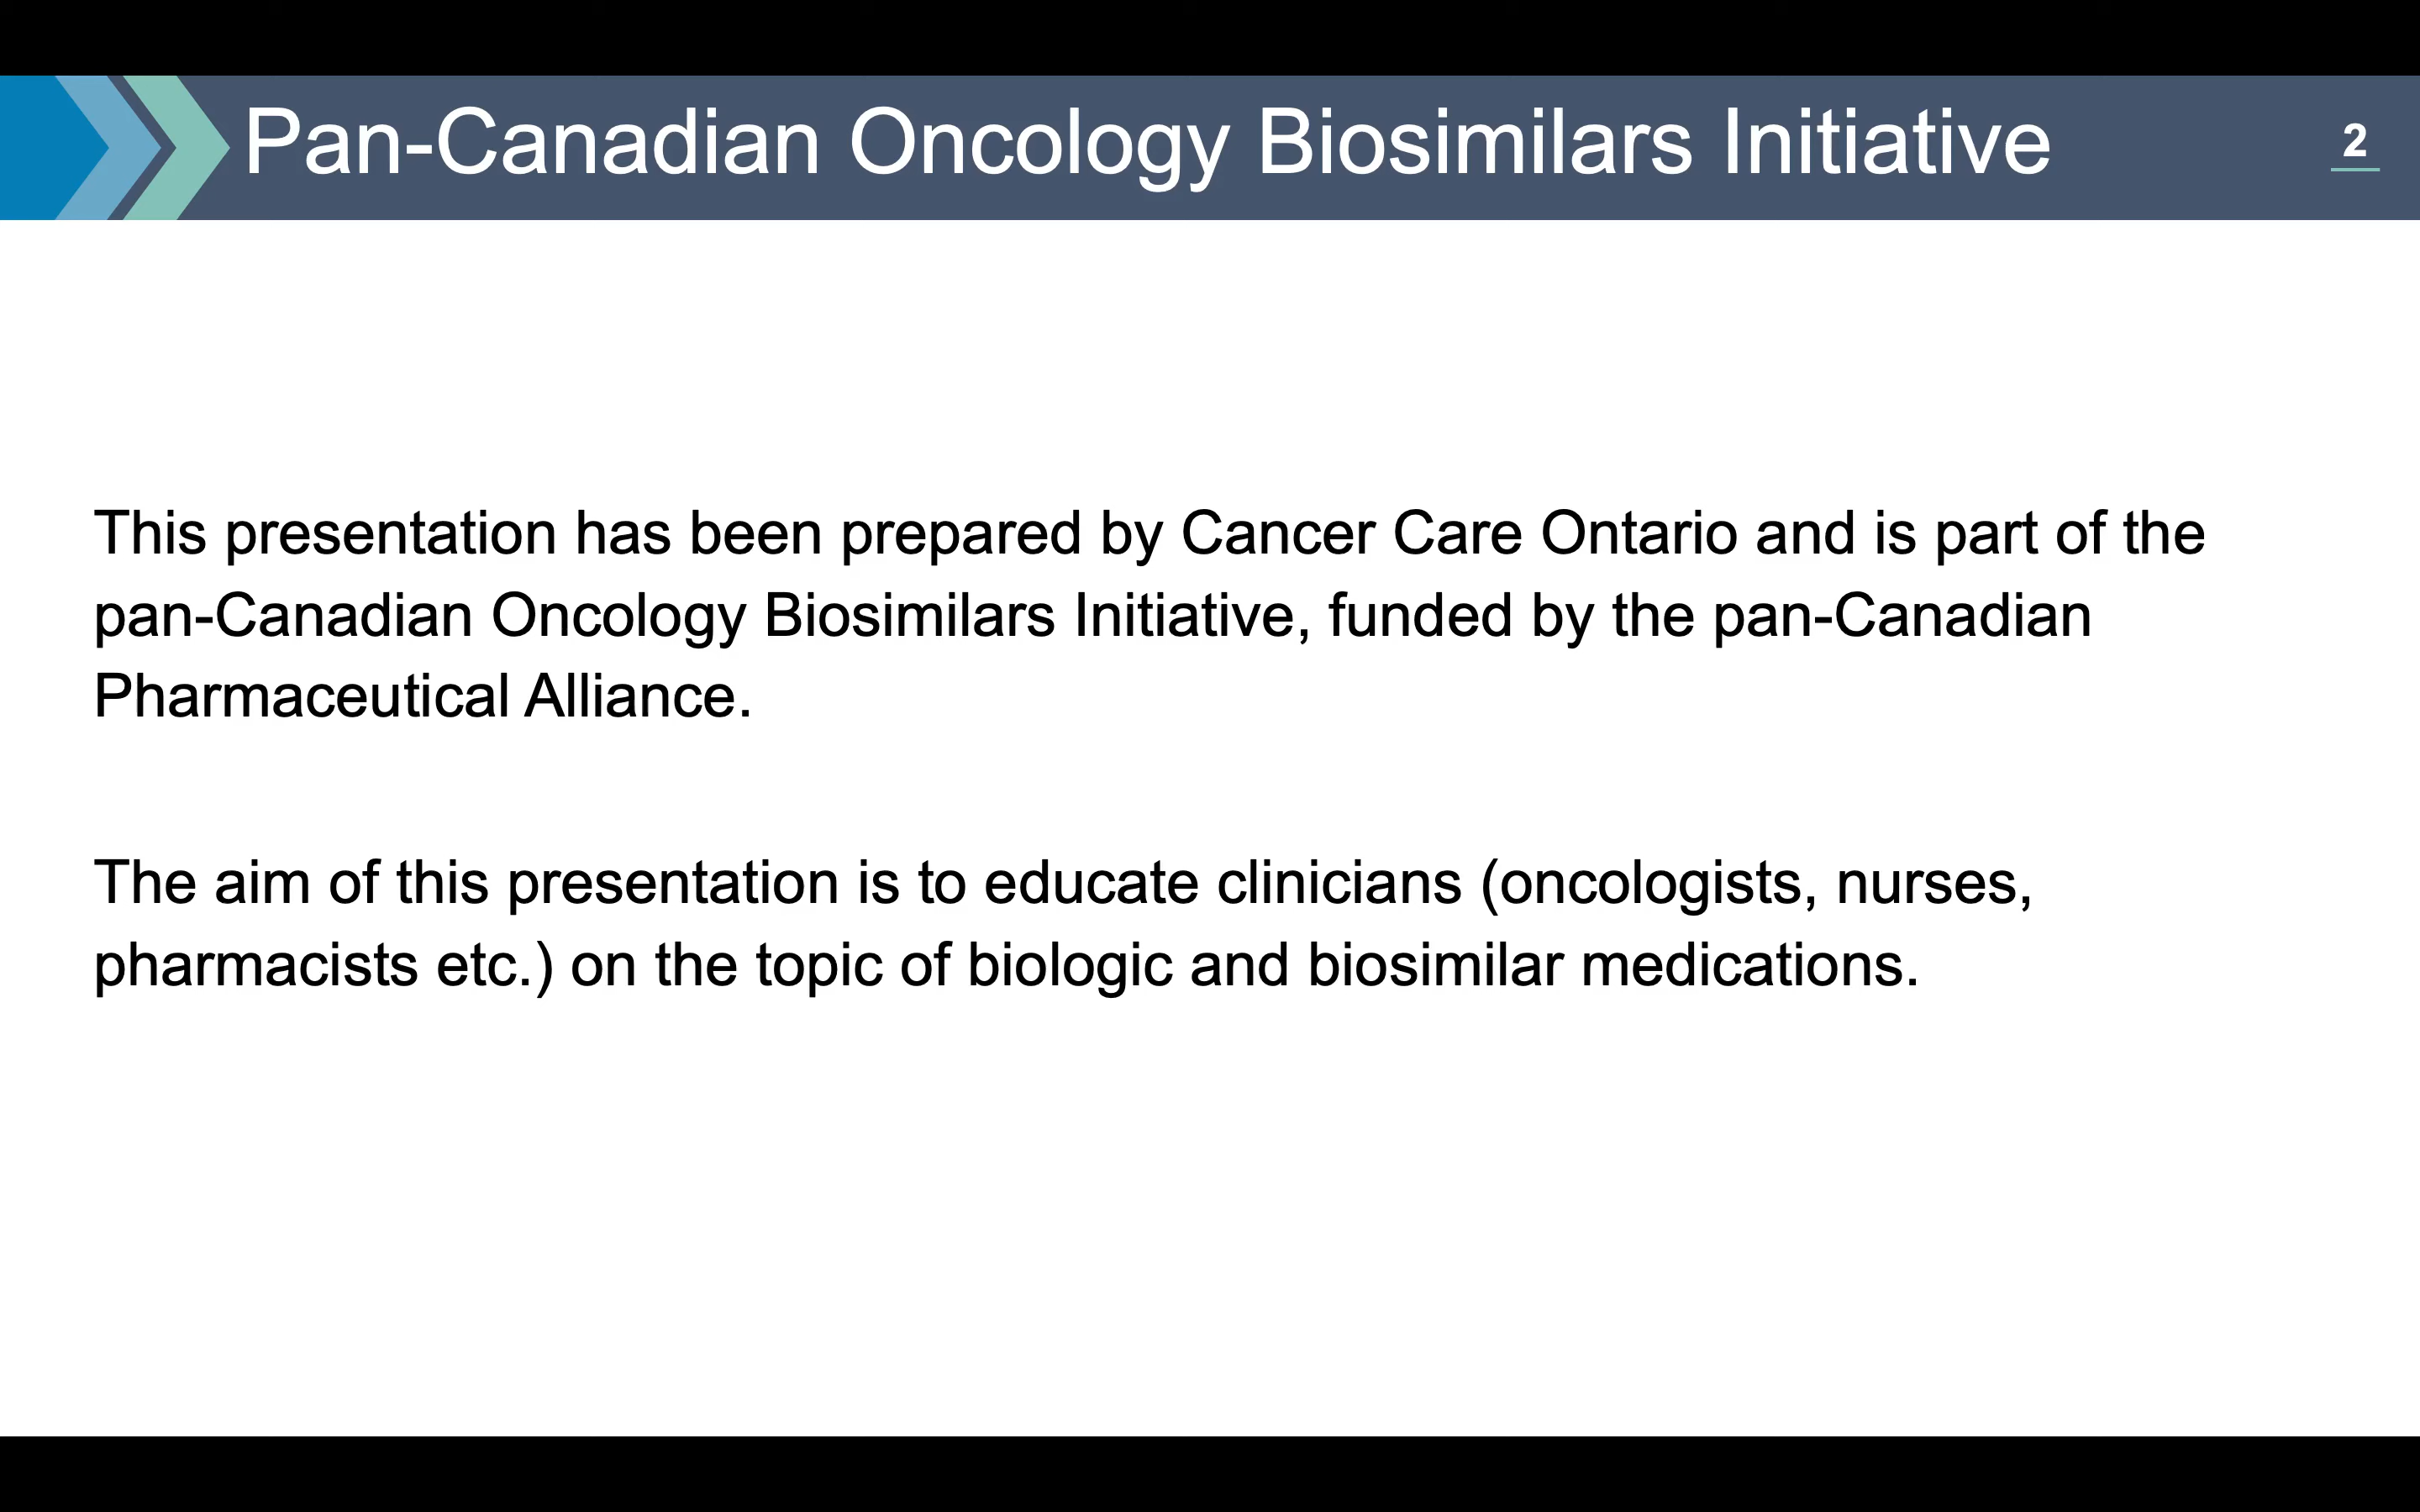 Pan-Canadian Oncology Biosimilars Initiative
2
This presentation has been prepared by Cancer Care Ontario and is part of the
pan-Canadian Oncology Biosimilars Initiative, funded by the pan-Canadian
Pharmaceutical Alliance.
The aim of this presentation is to educate clinicians (oncologists, nurses,
pharmacists etc.) on the topic of biologic and biosimilar medications.